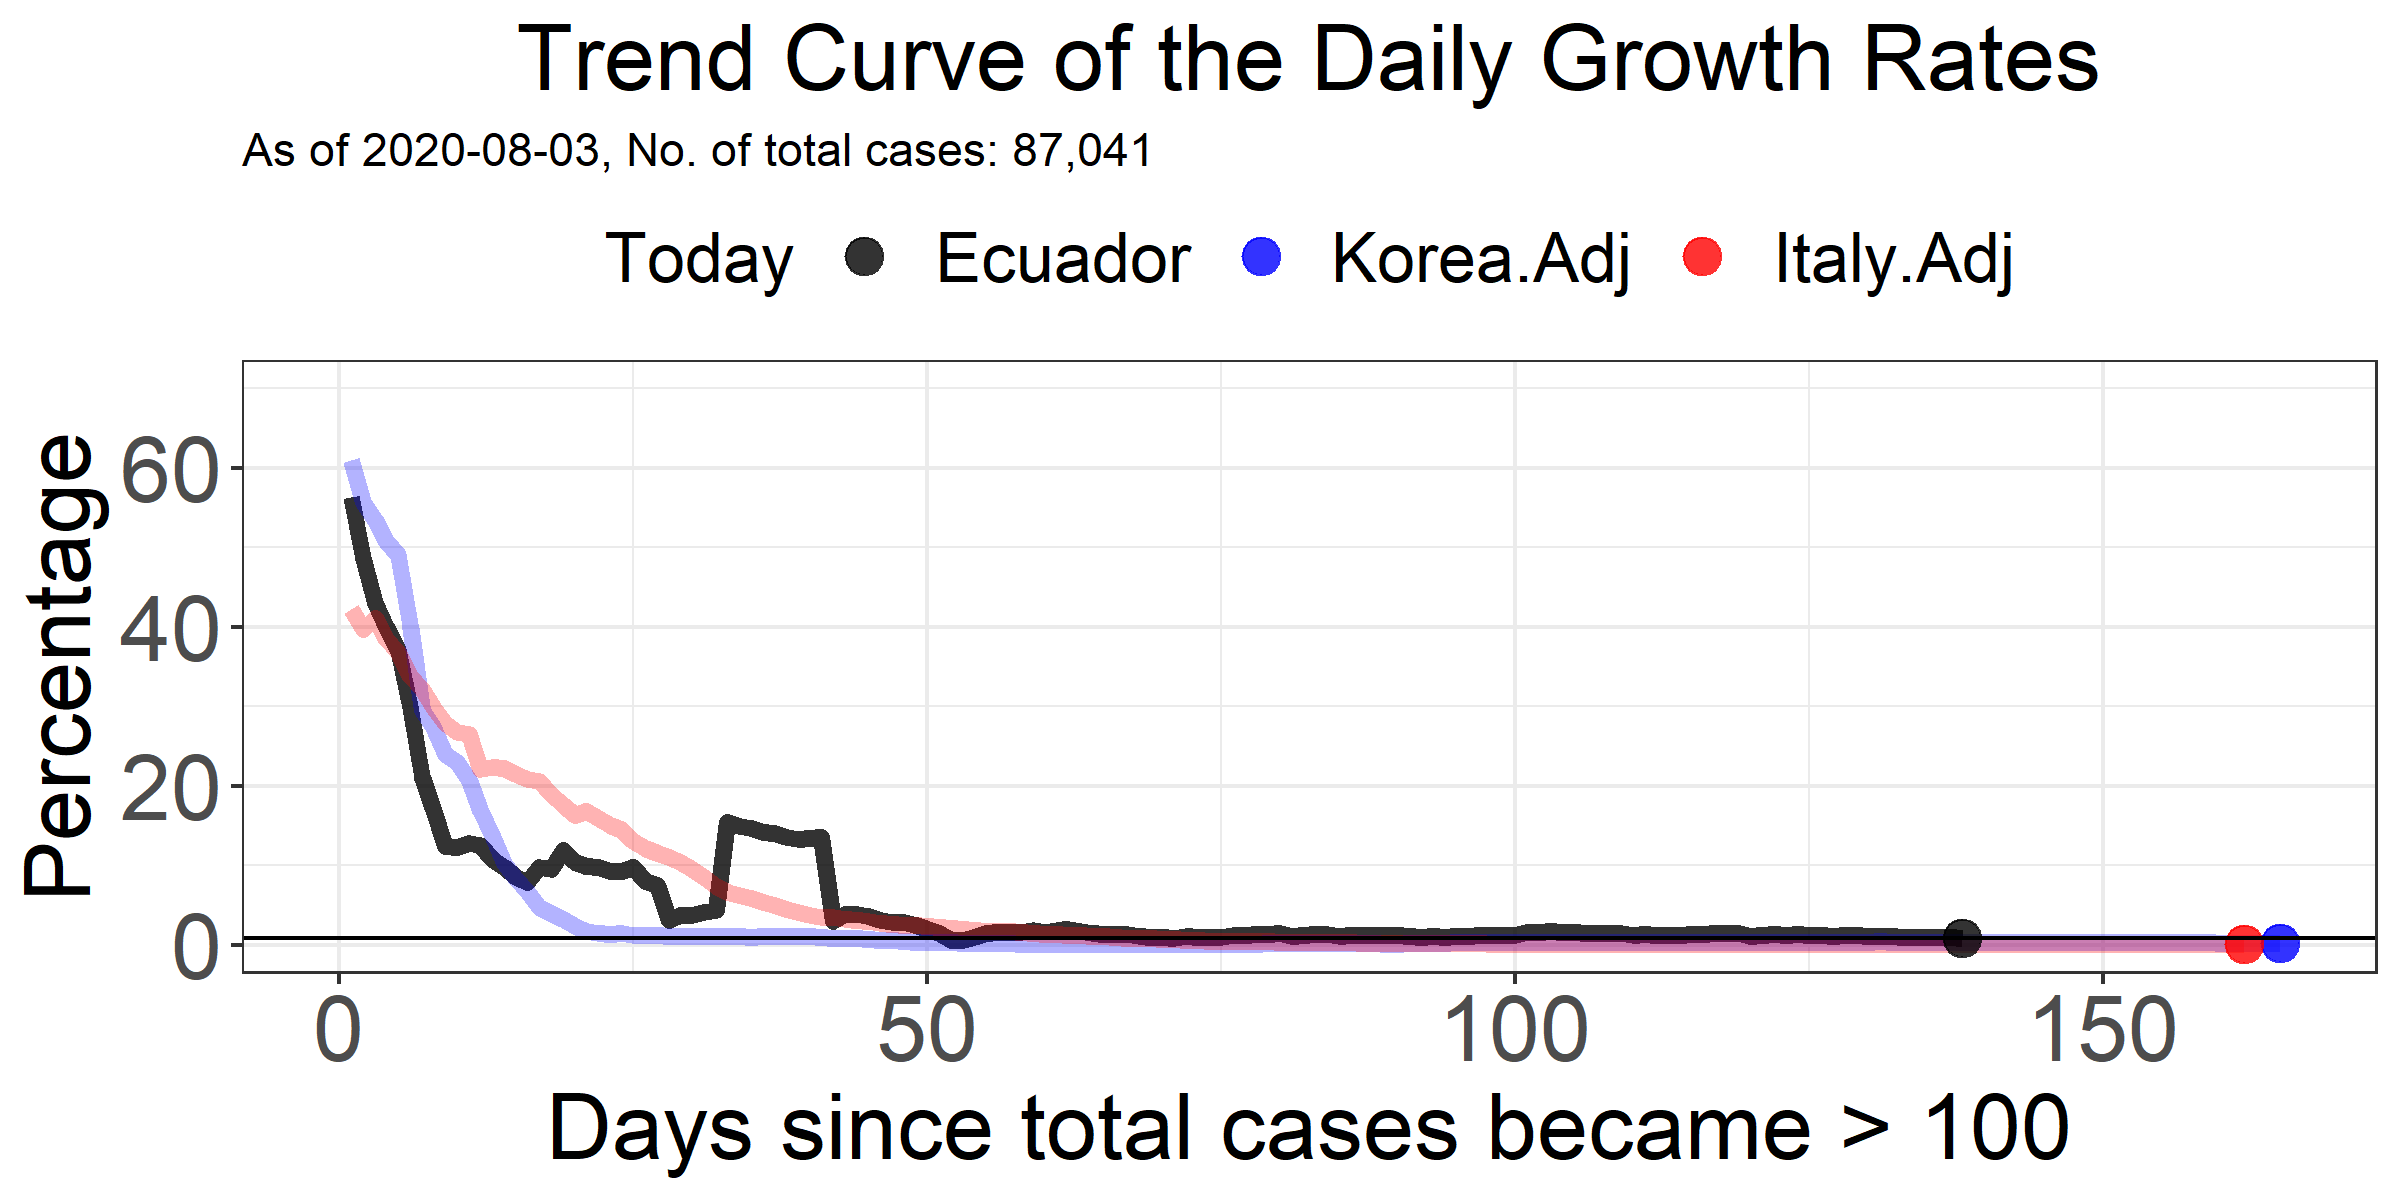 Trend Curve of the Daily Growth Rates
As of 2020-08-03, No. of total cases: 87,041
Today Ecuador Korea.Adj Italy.Adj
Percentage
60
40
20
0
0 50 100 150
Days since total cases became > 100